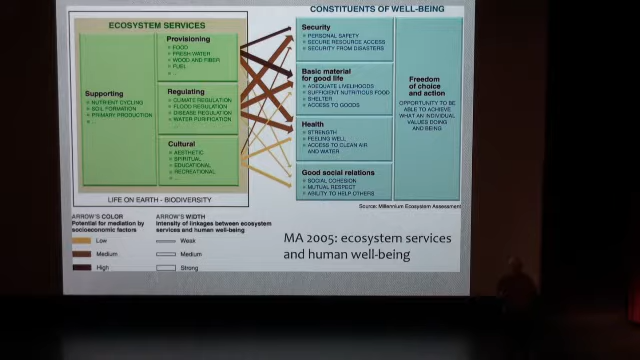 CONSTITUENTS OF WELL-BEING
ECOSYSTEM SERVICES
Provisioning
FOOD
FRESH WATER
WOOD AND FIBER
FUEL
...
Supporting
NUTRIENT CYCLING
SOIL FORMATION
PRIMARY PRODUCTION
...
Regulating
CLIMATE REGULATION
FLOOD REGULATION
DISEASE REGULATION
WATER PURIFICATION
...
Cultural
AESTHETIC
SPIRITUAL
EDUCATIONAL
RECREATIONAL
...
LIFE ON EARTH - BIODIVERSITY
Security
PERSONAL SAFETY
SECURE RESOURCE ACCESS
SECURITY FROM DISASTERS
Basic material
for good life
ADEQUATE LIVELIHOODS
SUFFICIENT NUTRITIOUS FOOD
SHELTER
ACCESS TO GOODS
Health
STRENGTH
FEELING WELL
ACCESS TO CLEAN AIR
AND WATER
Good social relations
SOCIAL COHESION
MUTUAL RESPECT
ABILITY TO HELP OTHERS
Freedom
of choice
and action
OPPORTUNITY TO BE
ABLE TO ACHIEVE
WHAT AN INDIVIDUAL
VALUES DOING
AND BEING
Source: Millennium Ecosystem Assessment
ARROW'S COLOR
Potential for mediation by
socioeconomic factors
Low
Medium
High
ARROW'S WIDTH
Intensity of linkages between ecosystem
services and human well-being
Weak
Medium
Strong
MA 2005: ecosystem services
and human well-being